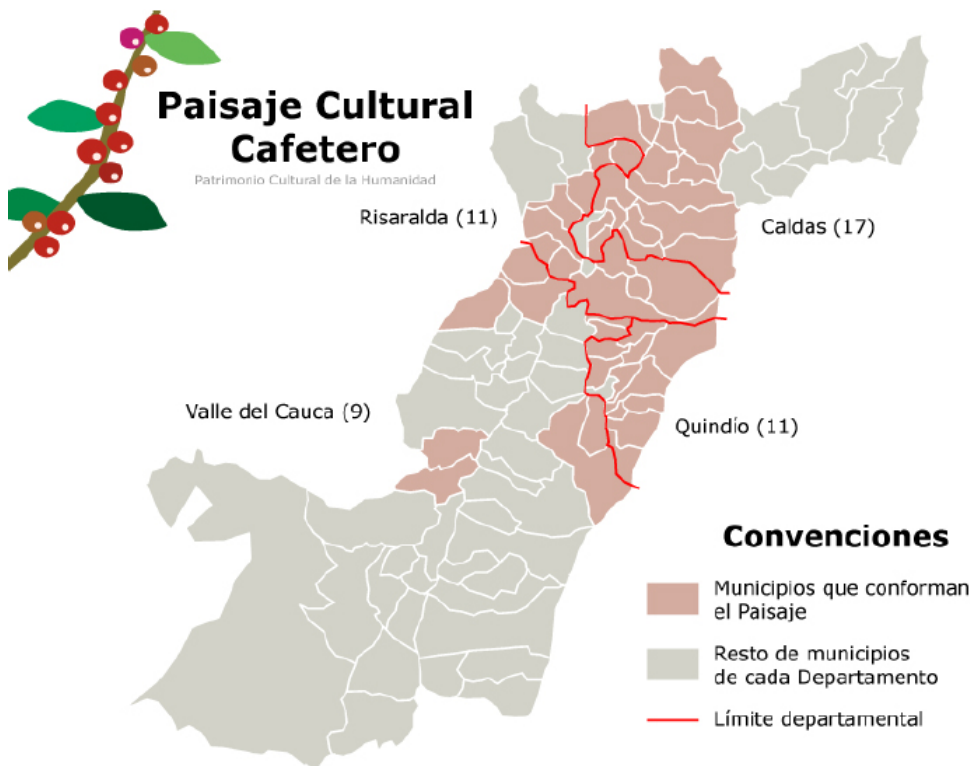 Paisaje Cultural
Cafetero
Patrimonio Cultural de la Humanidad
Risaralda (11)
Caldas (17)
Valle del Cauca (9)
Quindío (11)
Convenciones
Municipios que conforman
el Paisaje
Resto de municipios
de cada Departamento
Límite departamental